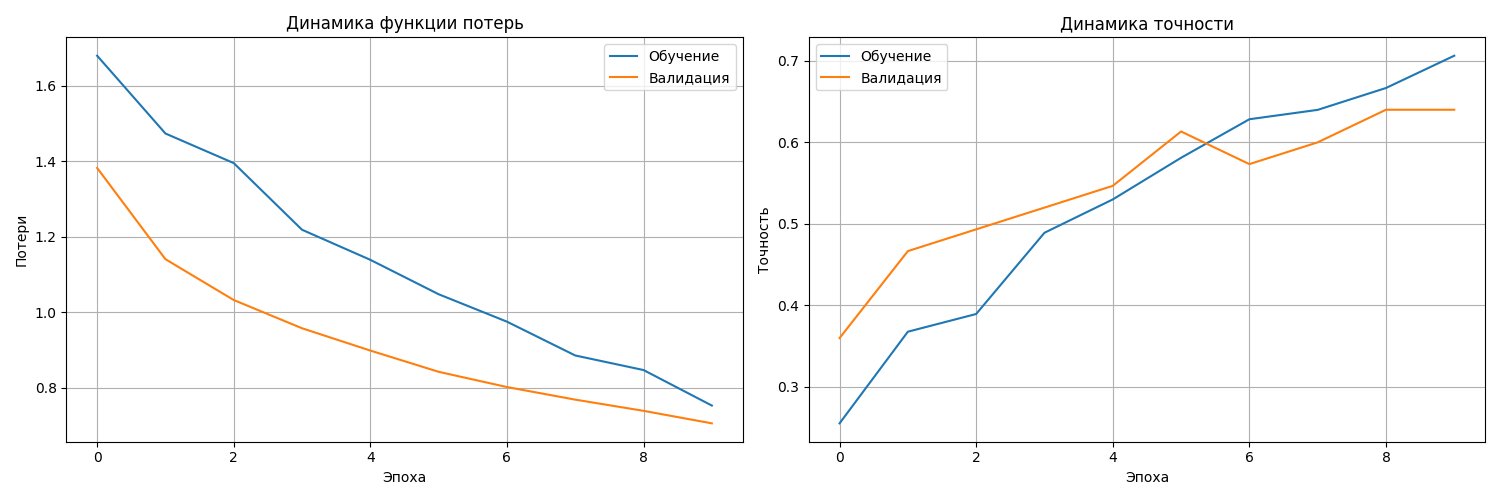 Динамика функции потерь
Обучение
Валидация
1.6
1.4
1.2
1.0
0.8
Потери
0 2 4 6 8
Эпоха
Динамика точности
Обучение
Валидация
0.7
0.6
0.5
0.4
0.3
Точность
0 2 4 6 8
Эпоха